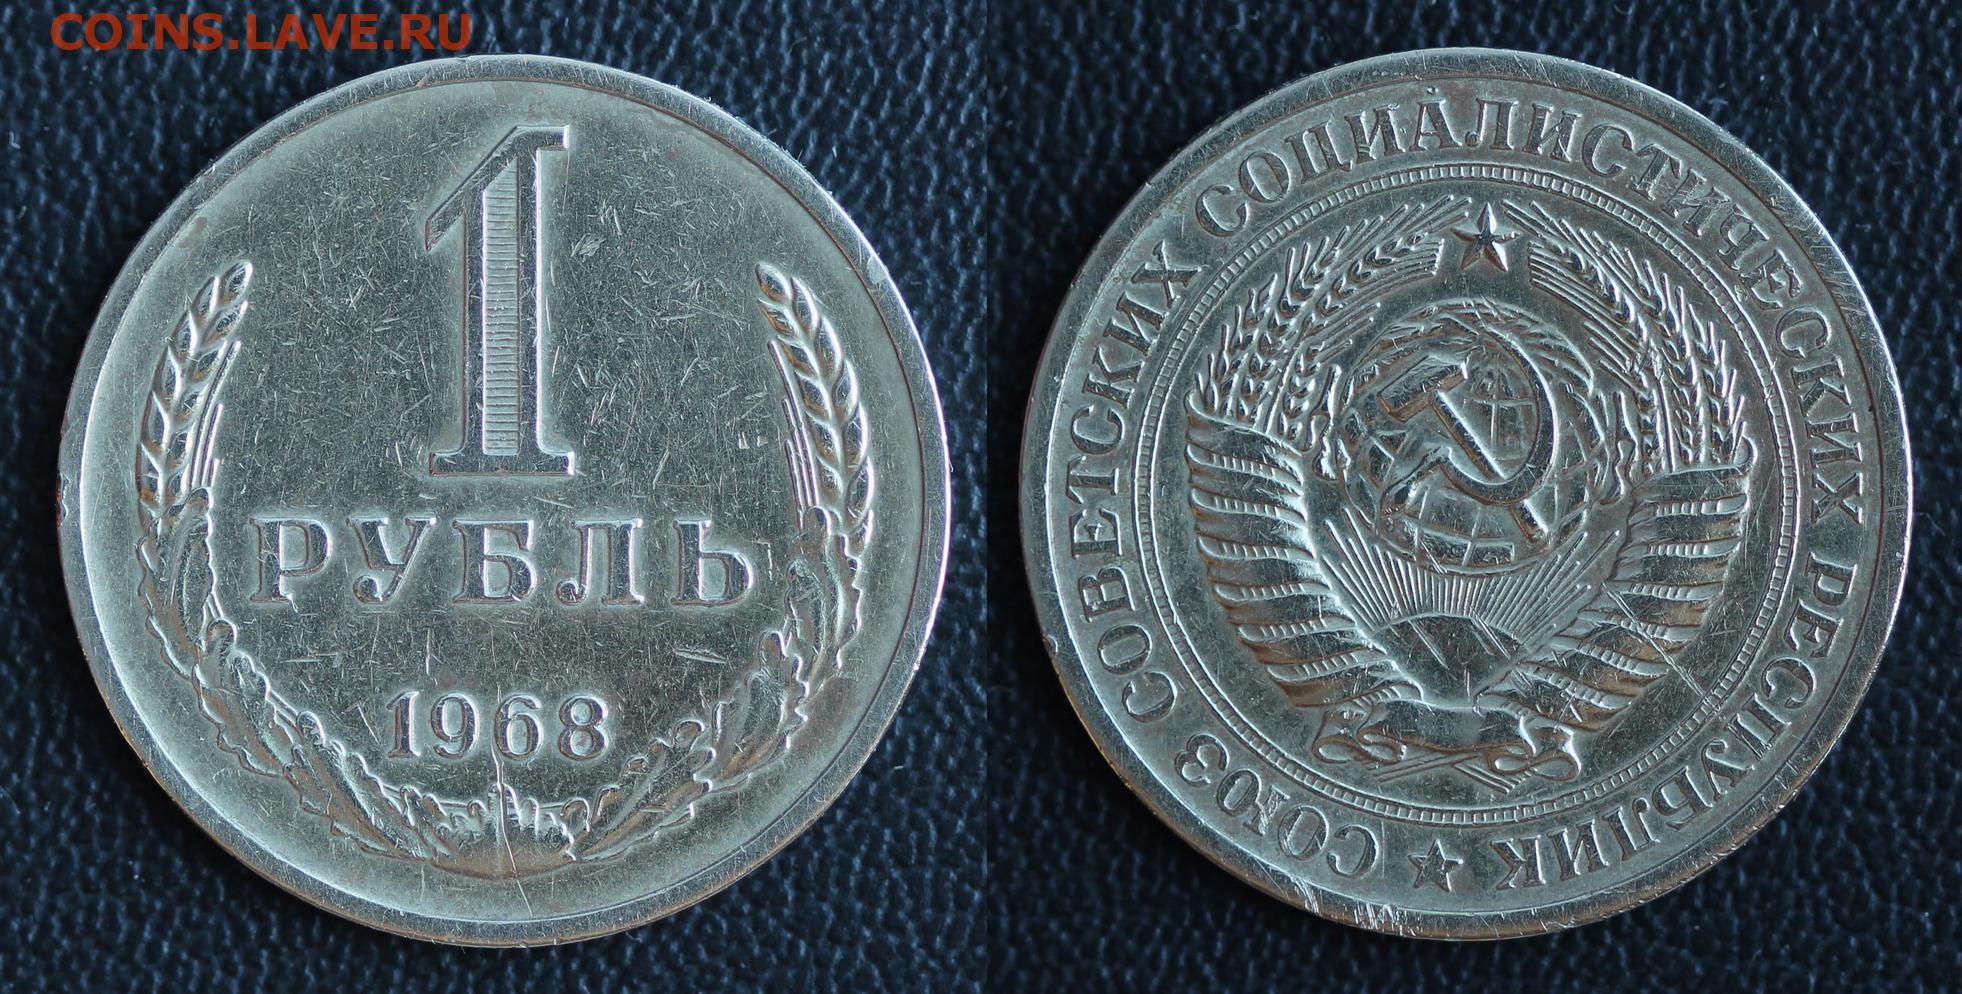 COINS.LAVE.RU
1
РУБЛЬ
1968
СОЮЗ СОВЕТСКИХ СОЦИАЛИСТИЧЕСКИХ РЕСПУБЛИК